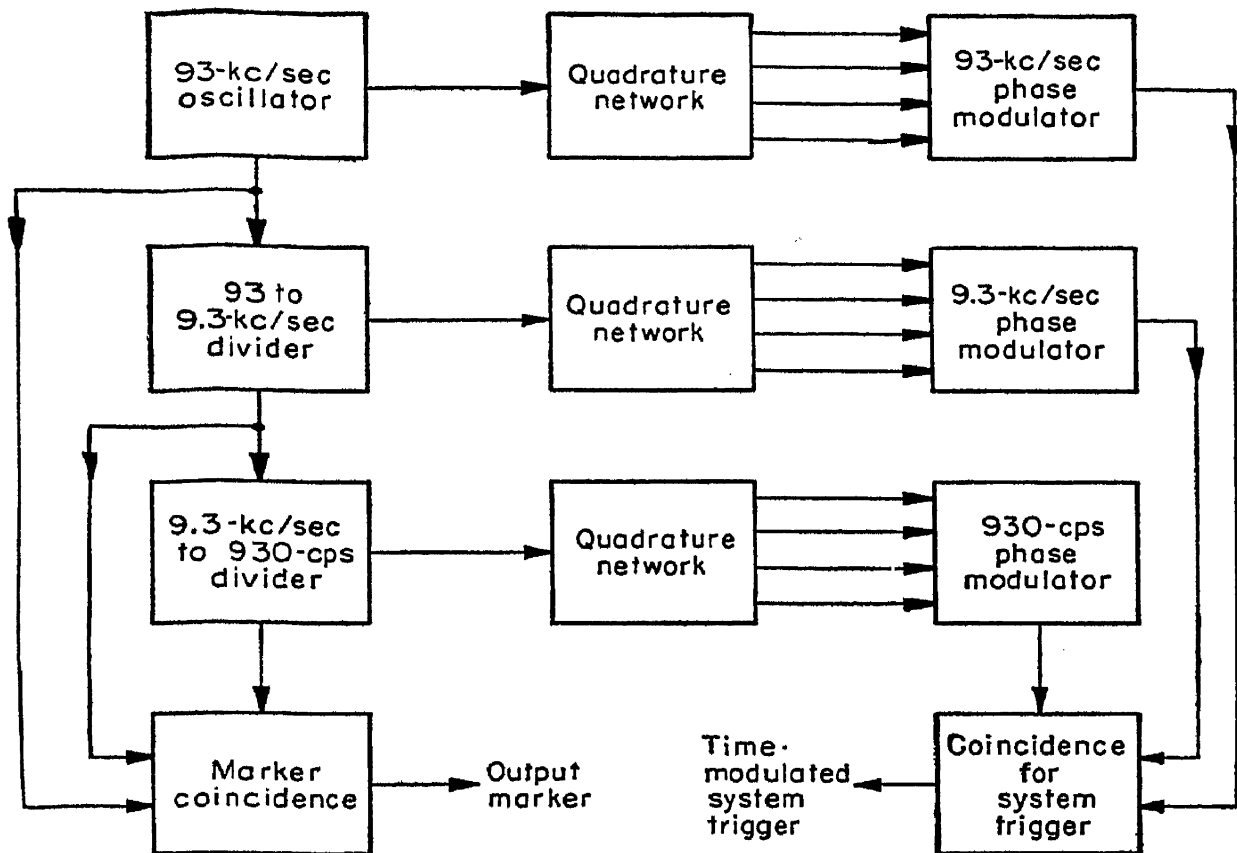 93-kc/sec
oscillator
Quadrature
network
93-kc/sec
phase
modulator
93 to
9.3-kc/sec
divider
Quadrature
network
9.3-kc/sec
phase
modulator
9.3-kc/sec
to 930-cps
divider
Quadrature
network
930-cps
phase
modulator
Marker
coincidence
Output
marker
Time-
modulated
system
trigger
Coincidence
for
system
trigger